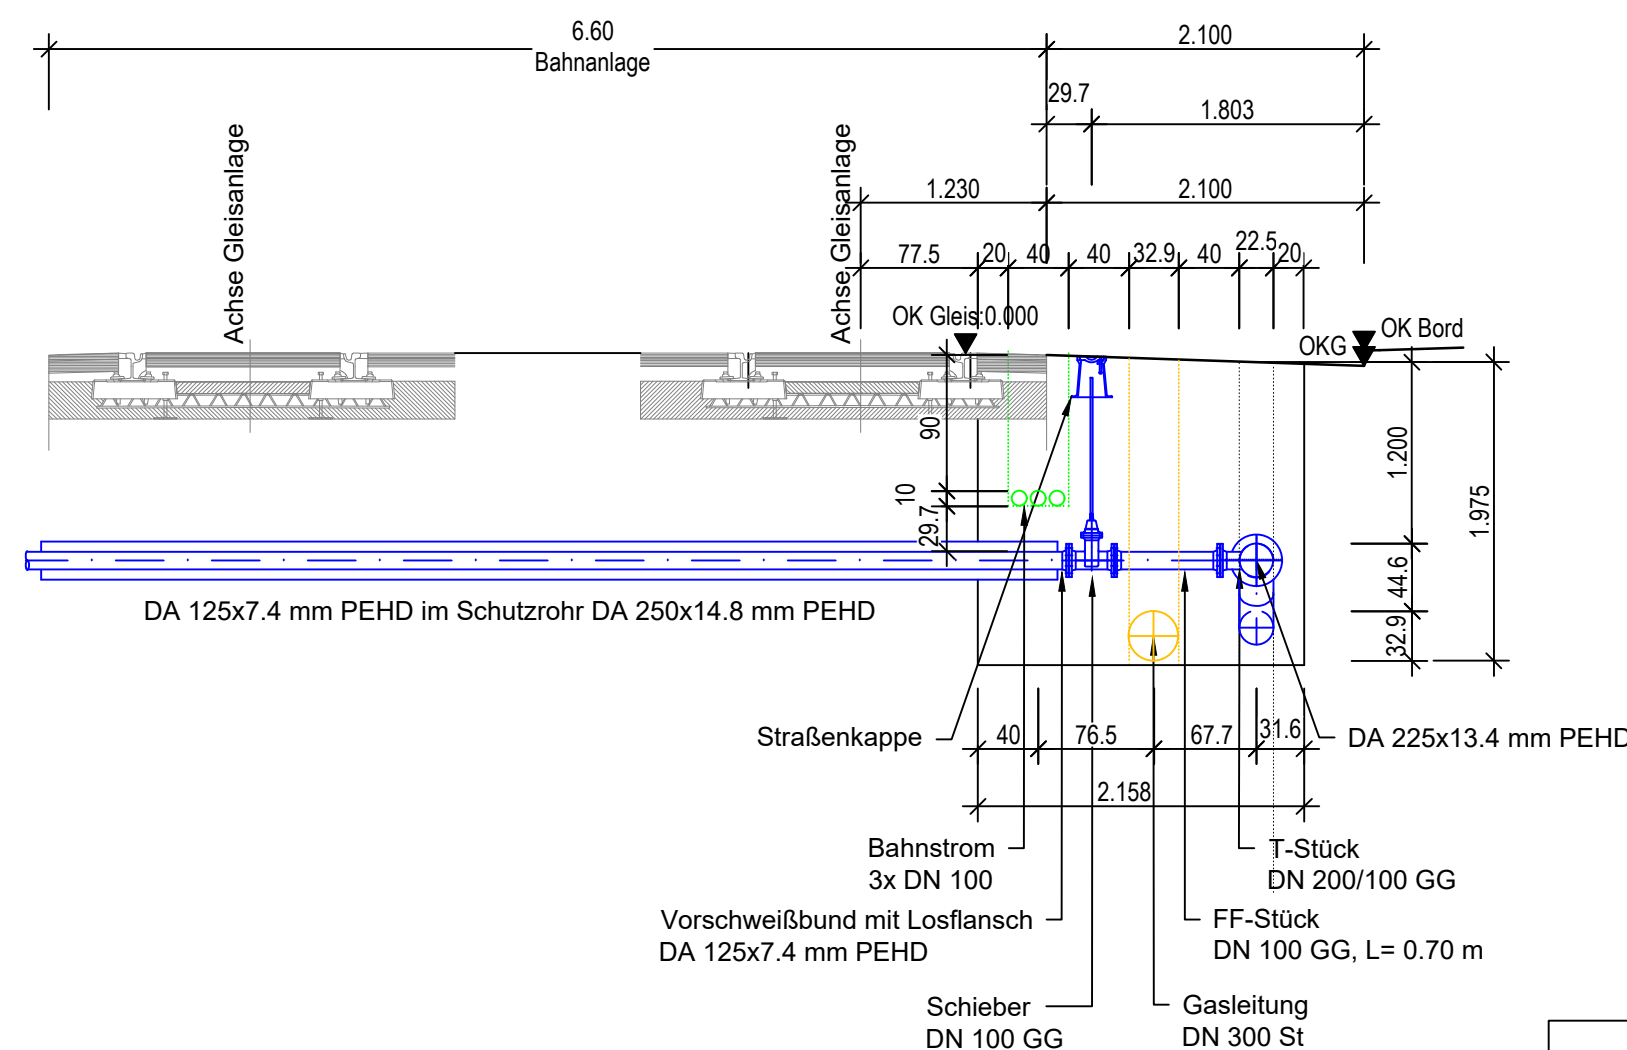 6.60
Bahnanlage
2.100
29.7
1.803
Achse Gleisanlage
Achse Gleisanlage
1.230
2.100
77.5
20
40
40
32.9
40
22.5
20
OK Gleis:0.000
OKG
OK Bord
90
10
29.7
1.200
1.975
44.6
32.9
DA 125x7.4 mm PEHD im Schutzrohr DA 250x14.8 mm PEHD
Straßenkappe
40
76.5
67.7
31.6
DA 225x13.4 mm PEHD
2.158
Bahnstrom
3x DN 100
T-Stück
DN 200/100 GG
Vorschweißbund mit Losflansch
DA 125x7.4 mm PEHD
FF-Stück
DN 100 GG, L= 0.70 m
Schieber
DN 100 GG
Gasleitung
DN 300 St